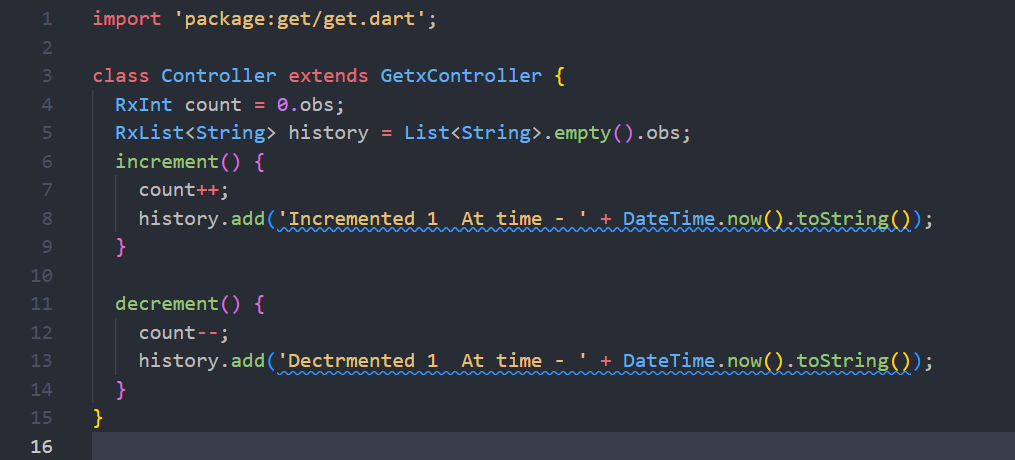 1 import 'package:get/get.dart';
2
3 class Controller extends GetxController {
4 RxInt count = 0.obs;
5 RxList<String> history = List<String>.empty().obs;
6 increment() {
7 count++;
8 history.add('Incremented 1  At time - ' + DateTime.now().toString());
9 }
10
11 decrement() {
12 count--;
13 history.add('Dectrmented 1  At time - ' + DateTime.now().toString());
14 }
15 }
16